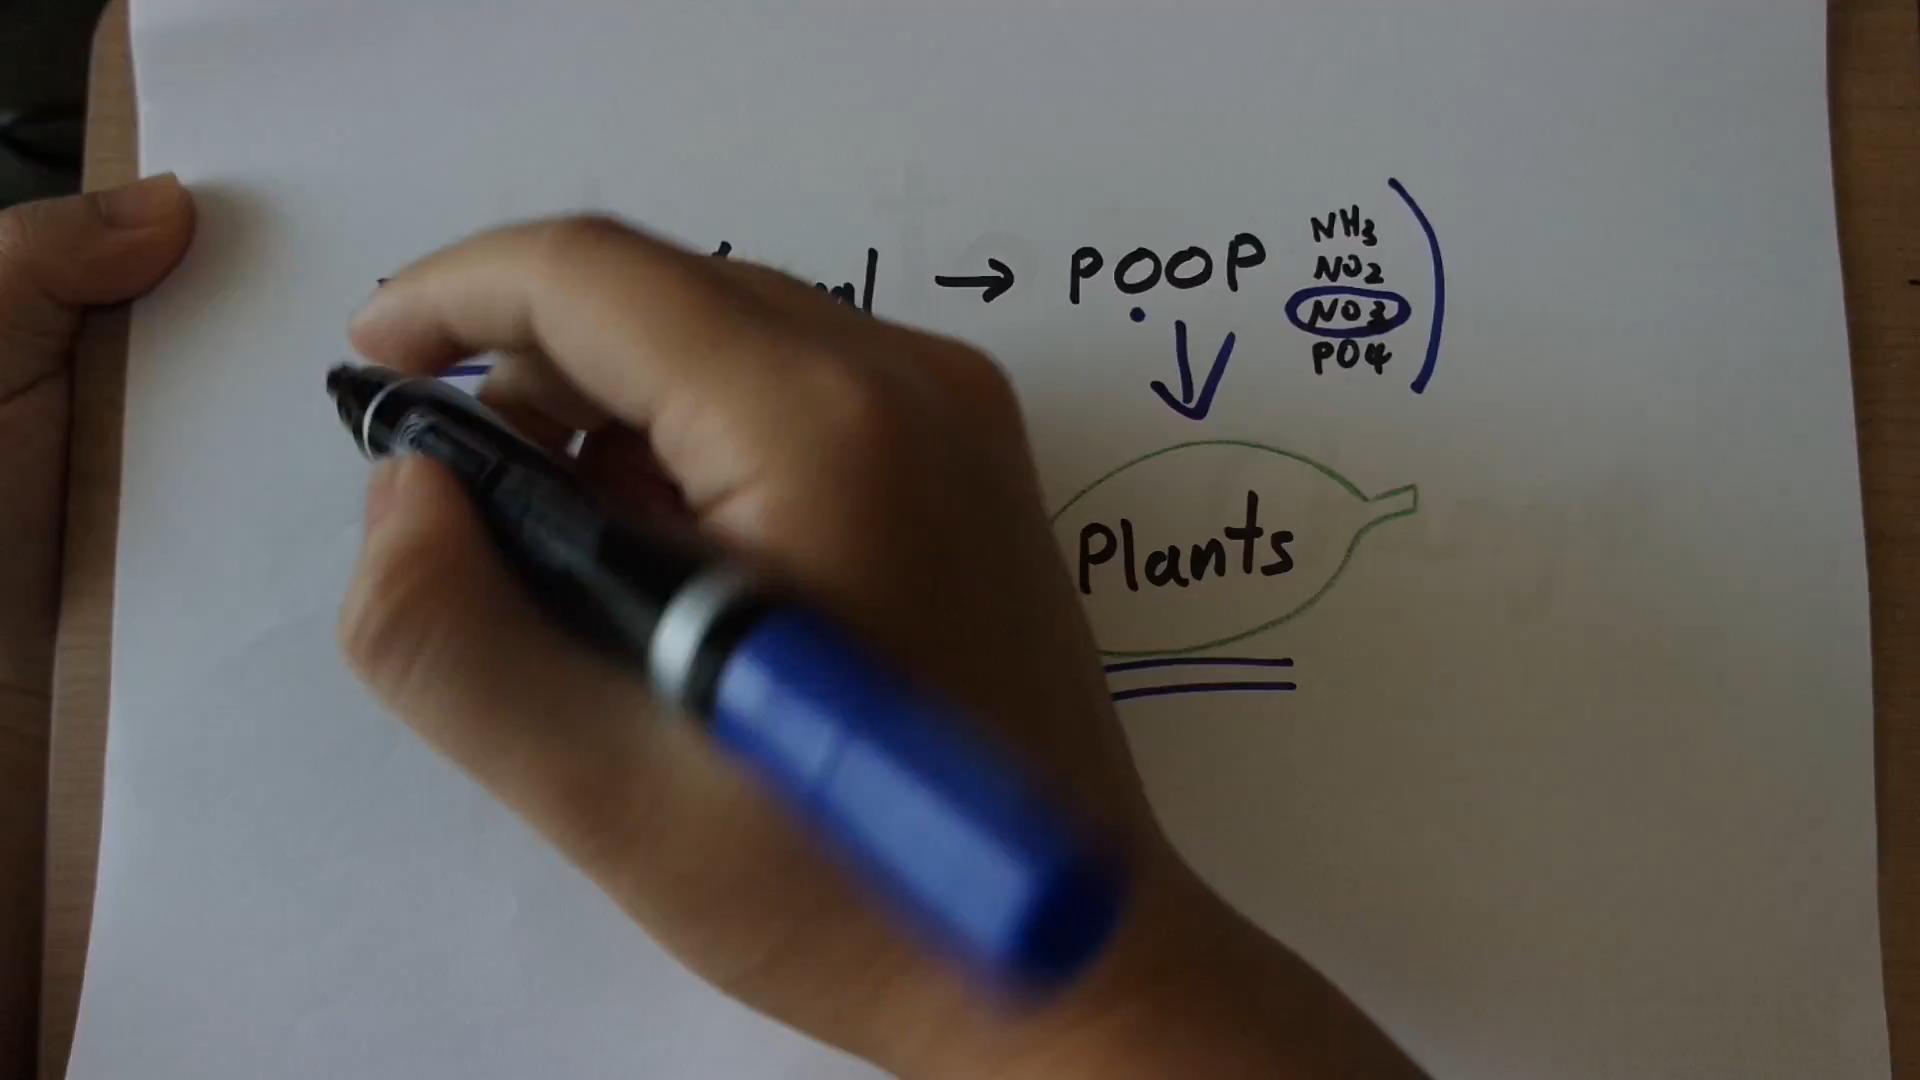 → POOP
NH3
NO2
NO3
PO4
Plants